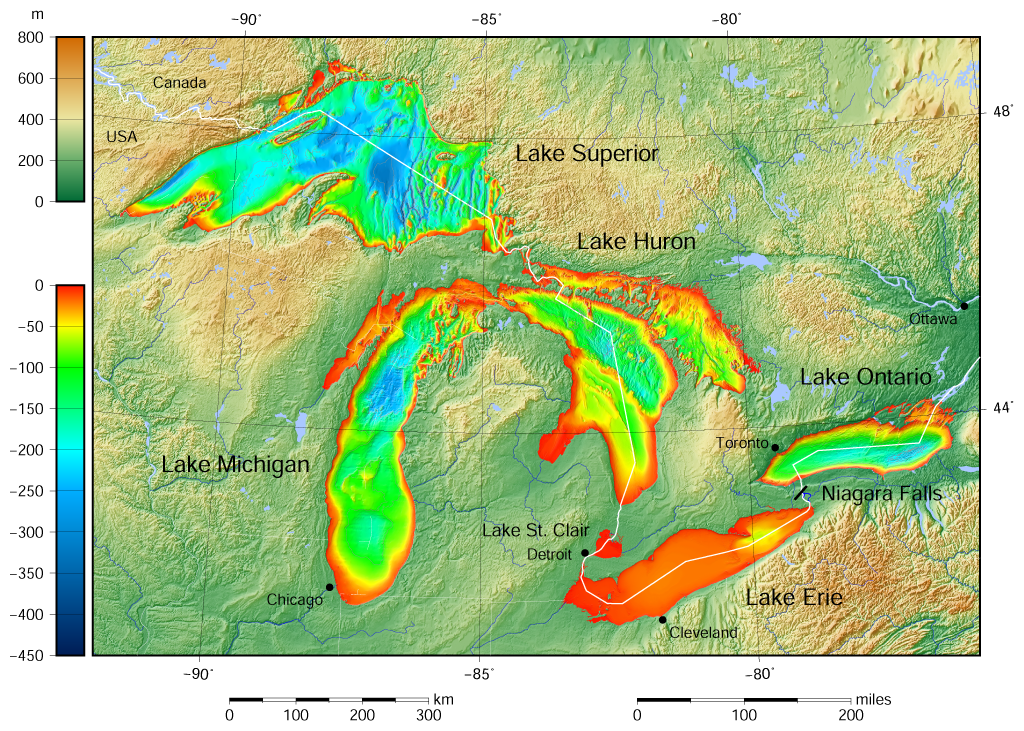 m
−90° −85° −80°
800
600
400
200
0
0
−50
−100
−150
−200
−250
−300
−350
−400
−450
Canada
USA
48°
Lake Superior
Lake Huron
Ottawa
Lake Ontario
44°
Toronto
Lake Michigan
Niagara Falls
Lake St. Clair
Detroit
Chicago
Lake Erie
Cleveland
−90° −85° −80°
km
0 100 200 300
miles
0 100 200